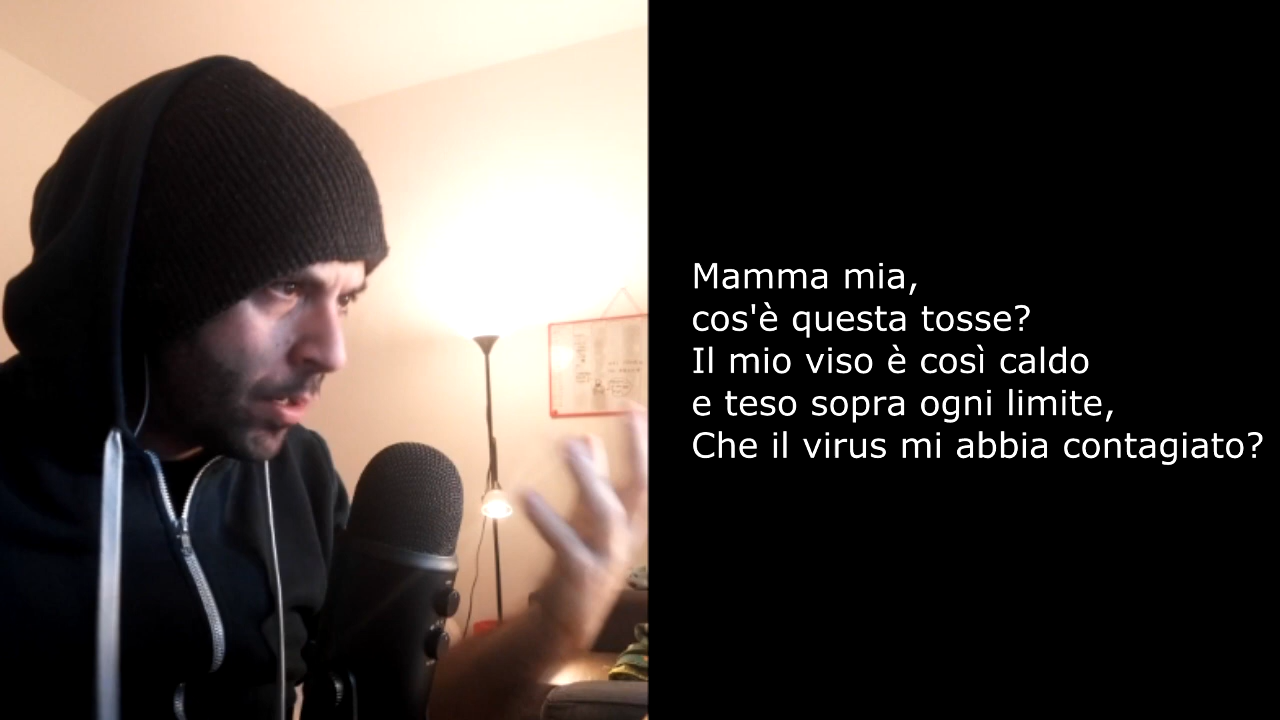 Mamma mia,
cos'è questa tosse?
Il mio viso è così caldo
e teso sopra ogni limite,
Che il virus mi abbia contagiato?